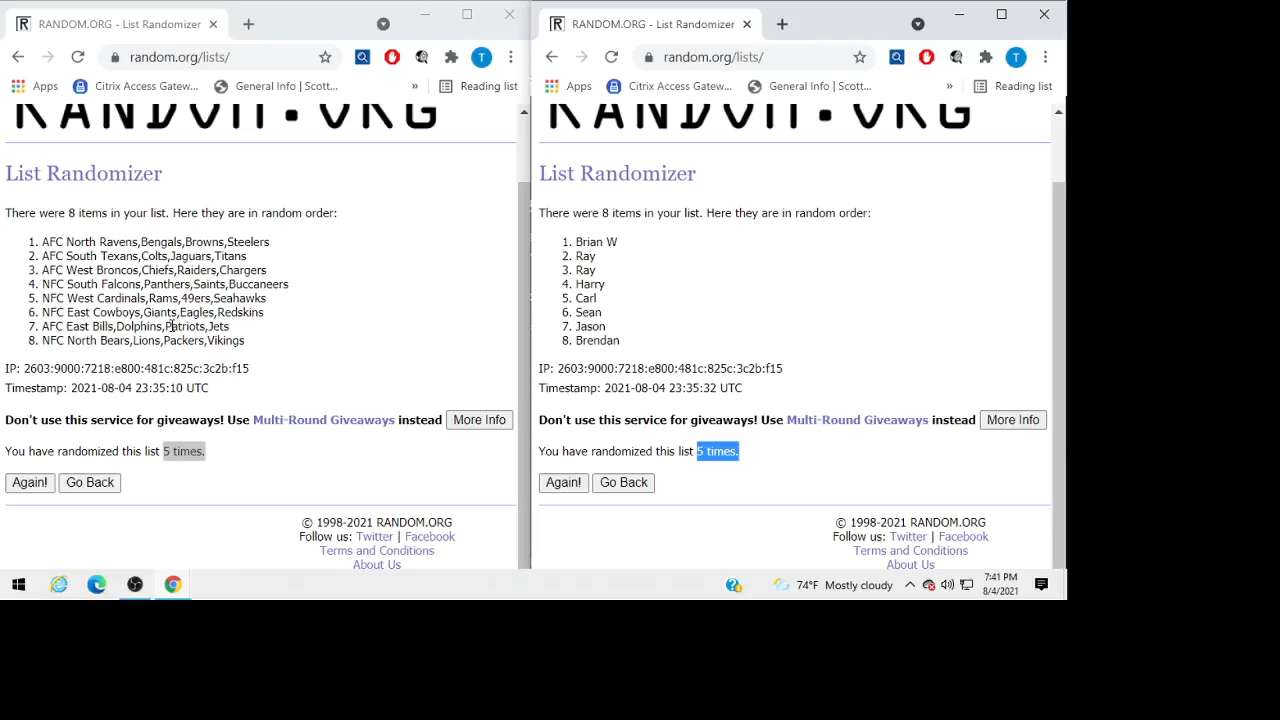 RANDOM.ORG - List Randomizer
random.org/lists/
T
Apps
Citrix Access Gatew...
General Info | Scott...
»
Reading list
RANDOM.ORG
List Randomizer
There were 8 items in your list. Here they are in random order:
1. AFC North Ravens,Bengals,Browns,Steelers
2. AFC South Texans,Colts,Jaguars,Titans
3. AFC West Broncos,Chiefs,Raiders,Chargers
4. NFC South Falcons,Panthers,Saints,Buccaneers
5. NFC West Cardinals,Rams,49ers,Seahawks
6. NFC East Cowboys,Giants,Eagles,Redskins
7. AFC East Bills,Dolphins,Patriots,Jets
8. NFC North Bears,Lions,Packers,Vikings
IP: 2603:9000:7218:e800:481c:825c:3c2b:f15
Timestamp: 2021-08-04 23:35:10 UTC
Don't use this service for giveaways! Use Multi-Round Giveaways instead More Info
You have randomized this list 5 times.
Again! Go Back
© 1998-2021 RANDOM.ORG
Follow us: Twitter | Facebook
Terms and Conditions
About Us
RANDOM.ORG - List Randomizer
random.org/lists/
T
Apps
Citrix Access Gatew...
General Info | Scott...
»
Reading list
RANDOM.ORG
List Randomizer
There were 8 items in your list. Here they are in random order:
1. Brian W
2. Ray
3. Ray
4. Harry
5. Carl
6. Sean
7. Jason
8. Brendan
IP: 2603:9000:7218:e800:481c:825c:3c2b:f15
Timestamp: 2021-08-04 23:35:32 UTC
Don't use this service for giveaways! Use Multi-Round Giveaways instead More Info
You have randomized this list 5 times.
Again! Go Back
© 1998-2021 RANDOM.ORG
Follow us: Twitter | Facebook
Terms and Conditions
About Us
74°F Mostly cloudy
7:41 PM
8/4/2021